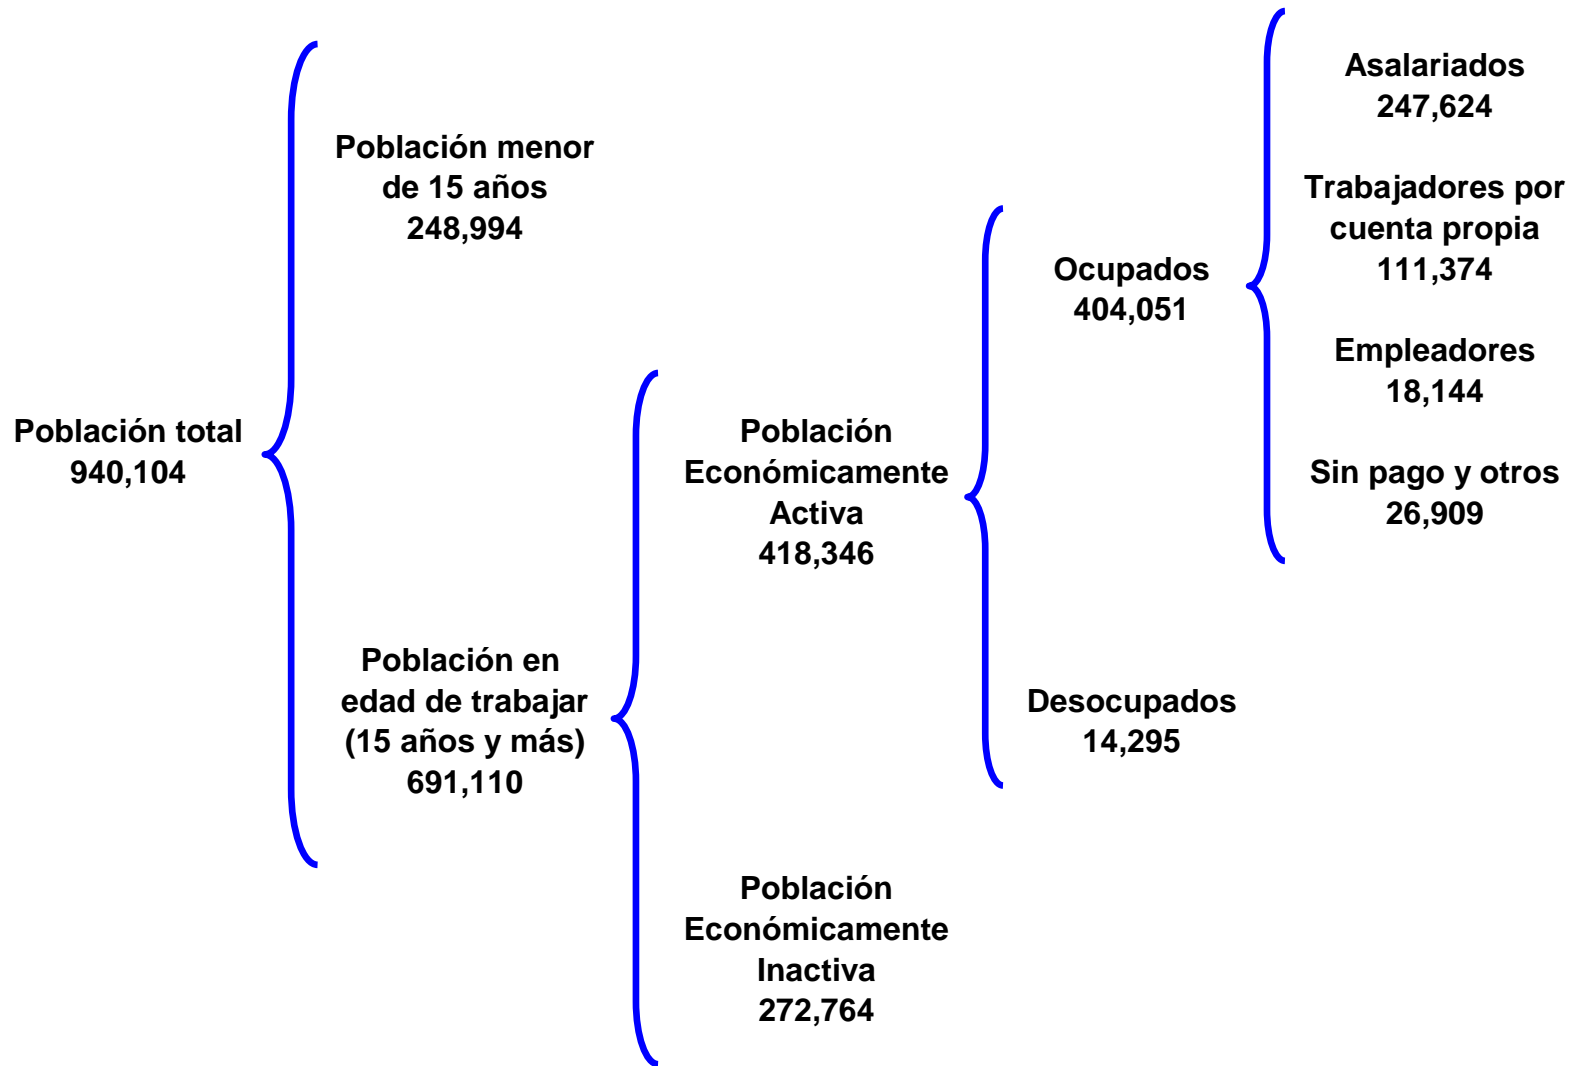 Población total
940,104
Población menor
de 15 años
248,994
Población en
edad de trabajar
(15 años y más)
691,110
Población
Económicamente
Activa
418,346
Población
Económicamente
Inactiva
272,764
Ocupados
404,051
Desocupados
14,295
Asalariados
247,624
Trabajadores por
cuenta propia
111,374
Empleadores
18,144
Sin pago y otros
26,909